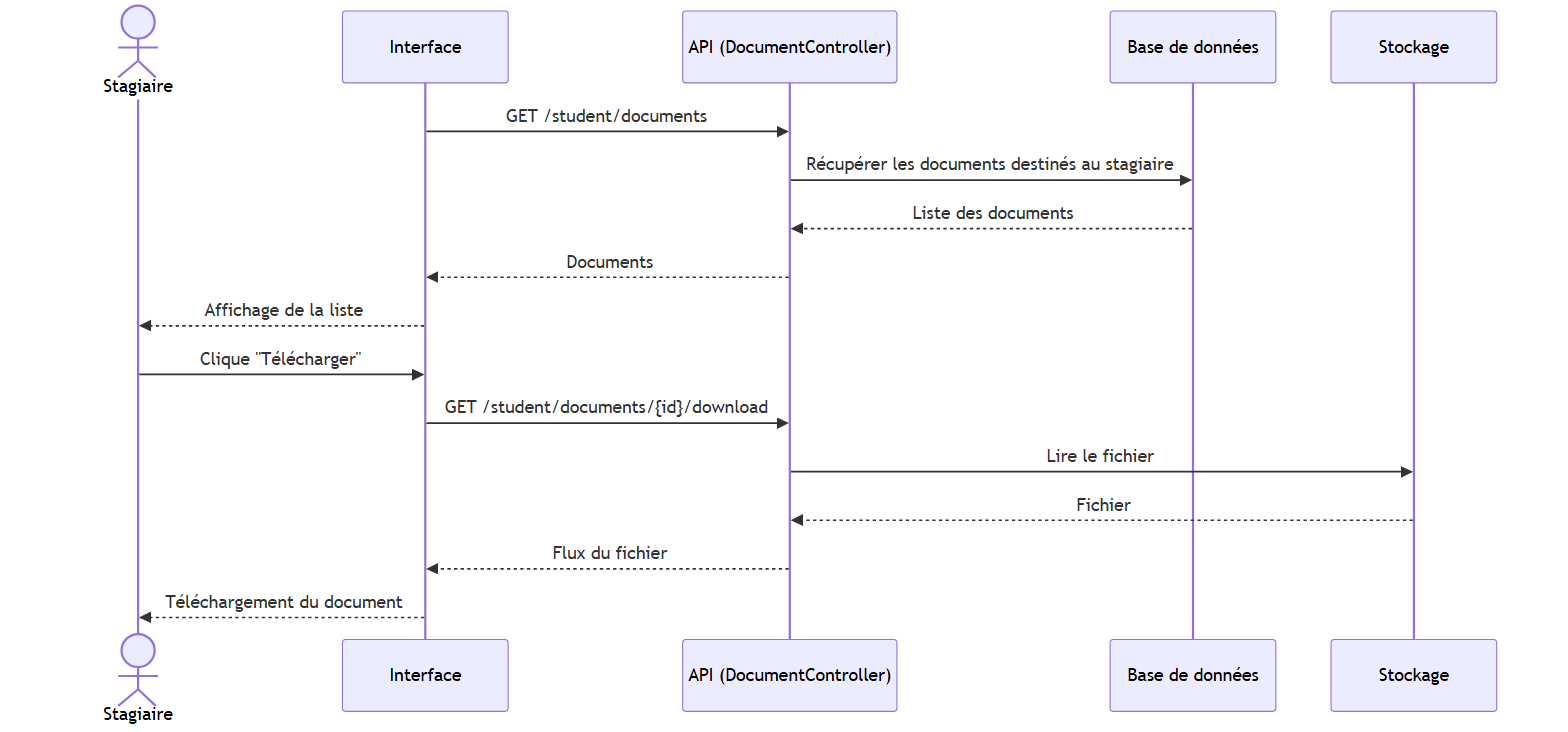 Stagiaire
Interface
API (DocumentController)
Base de données
Stockage
GET /student/documents
Récupérer les documents destinés au stagiaire
Liste des documents
Documents
Affichage de la liste
Clique "Télécharger"
GET /student/documents/{id}/download
Lire le fichier
Fichier
Flux du fichier
Téléchargement du document
Stagiaire
Interface
API (DocumentController)
Base de données
Stockage